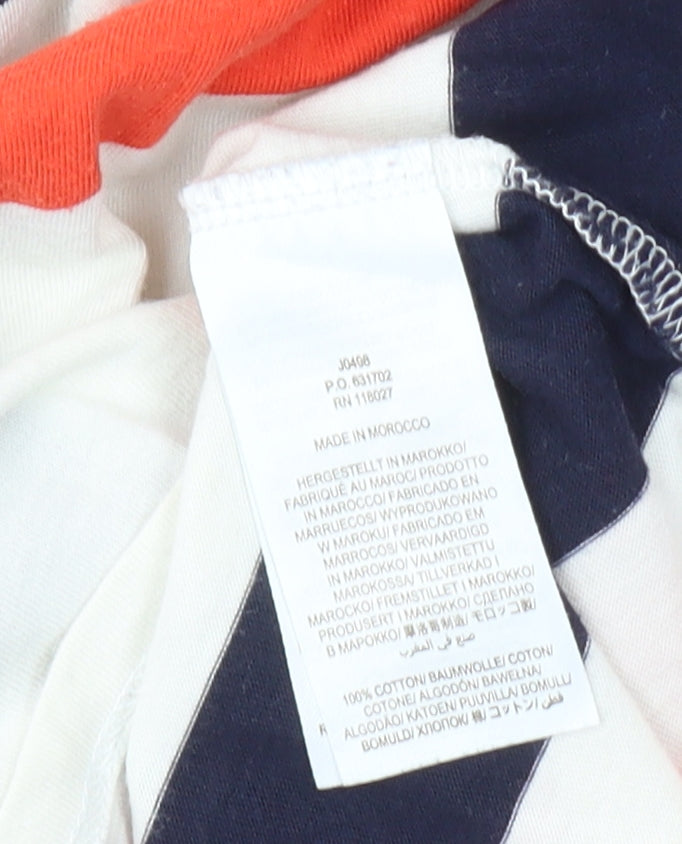 J0498
P.O. 631702
RN 118027
MADE IN MOROCCO
HERGESTELLT IN MAROKKO/
FABRIQUÉ AU MAROC/ PRODOTTO
IN MAROCCO/ FABRICADO EN
MARRUECOS/ WYPRODUKOWANO
W MAROKU/ FABRICADO EM
MARROCOS/ VERVAARDIGD
IN MAROKKO/ VALMISTETTU
MAROKOSSA/ TILLVERKAD I
MAROCKO/ FREMSTILLET I MAROKKO/
PRODUSERT I MAROKKO/ СДЕЛАНО
В МАРОККО/ 摩洛哥制造/ モロッコ製/
صنع في المغرب
100% COTTON/ BAUMWOLLE/ COTON/
COTONE/ ALGODÓN/ BAWEŁNA/
ALGODÃO/ KATOEN/ PUUVILLA/ BOMULL/
BOMULD/ ХЛОПОК/ 棉/ コットン/ قطن